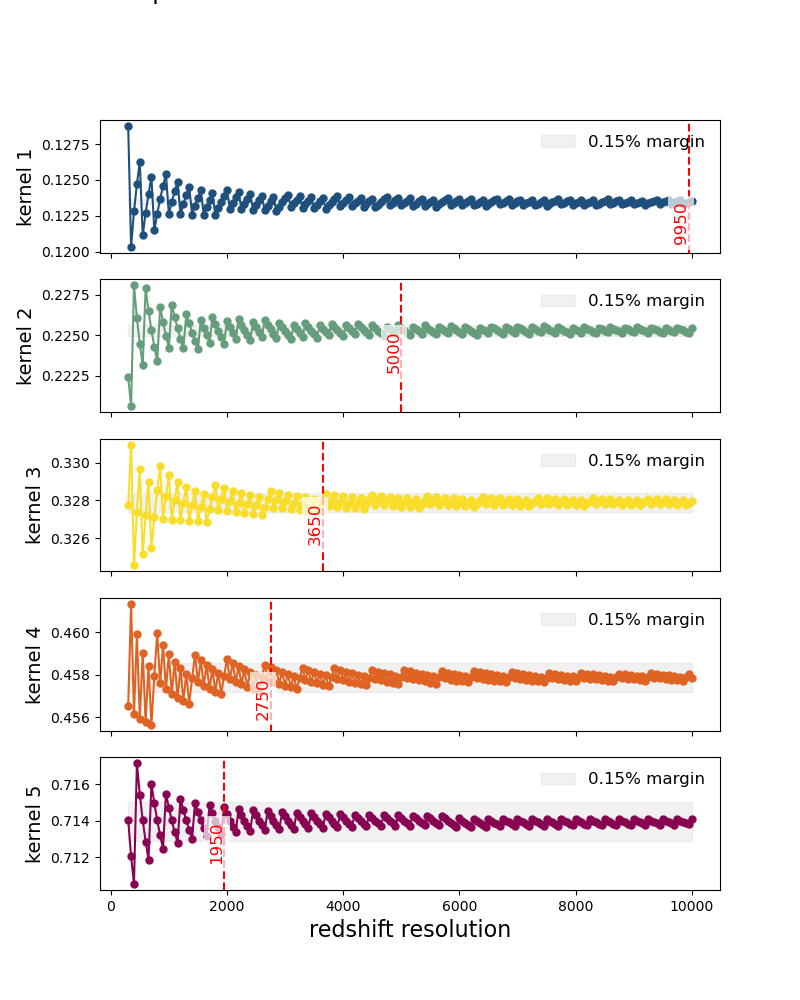 kernel 1
0.1275
0.1250
0.1225
0.1200
0.15% margin
9950
kernel 2
0.2275
0.2250
0.2225
0.15% margin
5000
kernel 3
0.330
0.328
0.326
0.15% margin
3650
kernel 4
0.460
0.458
0.456
0.15% margin
2750
kernel 5
0.716
0.714
0.712
0.15% margin
1950
0 2000 4000 6000 8000 10000
redshift resolution